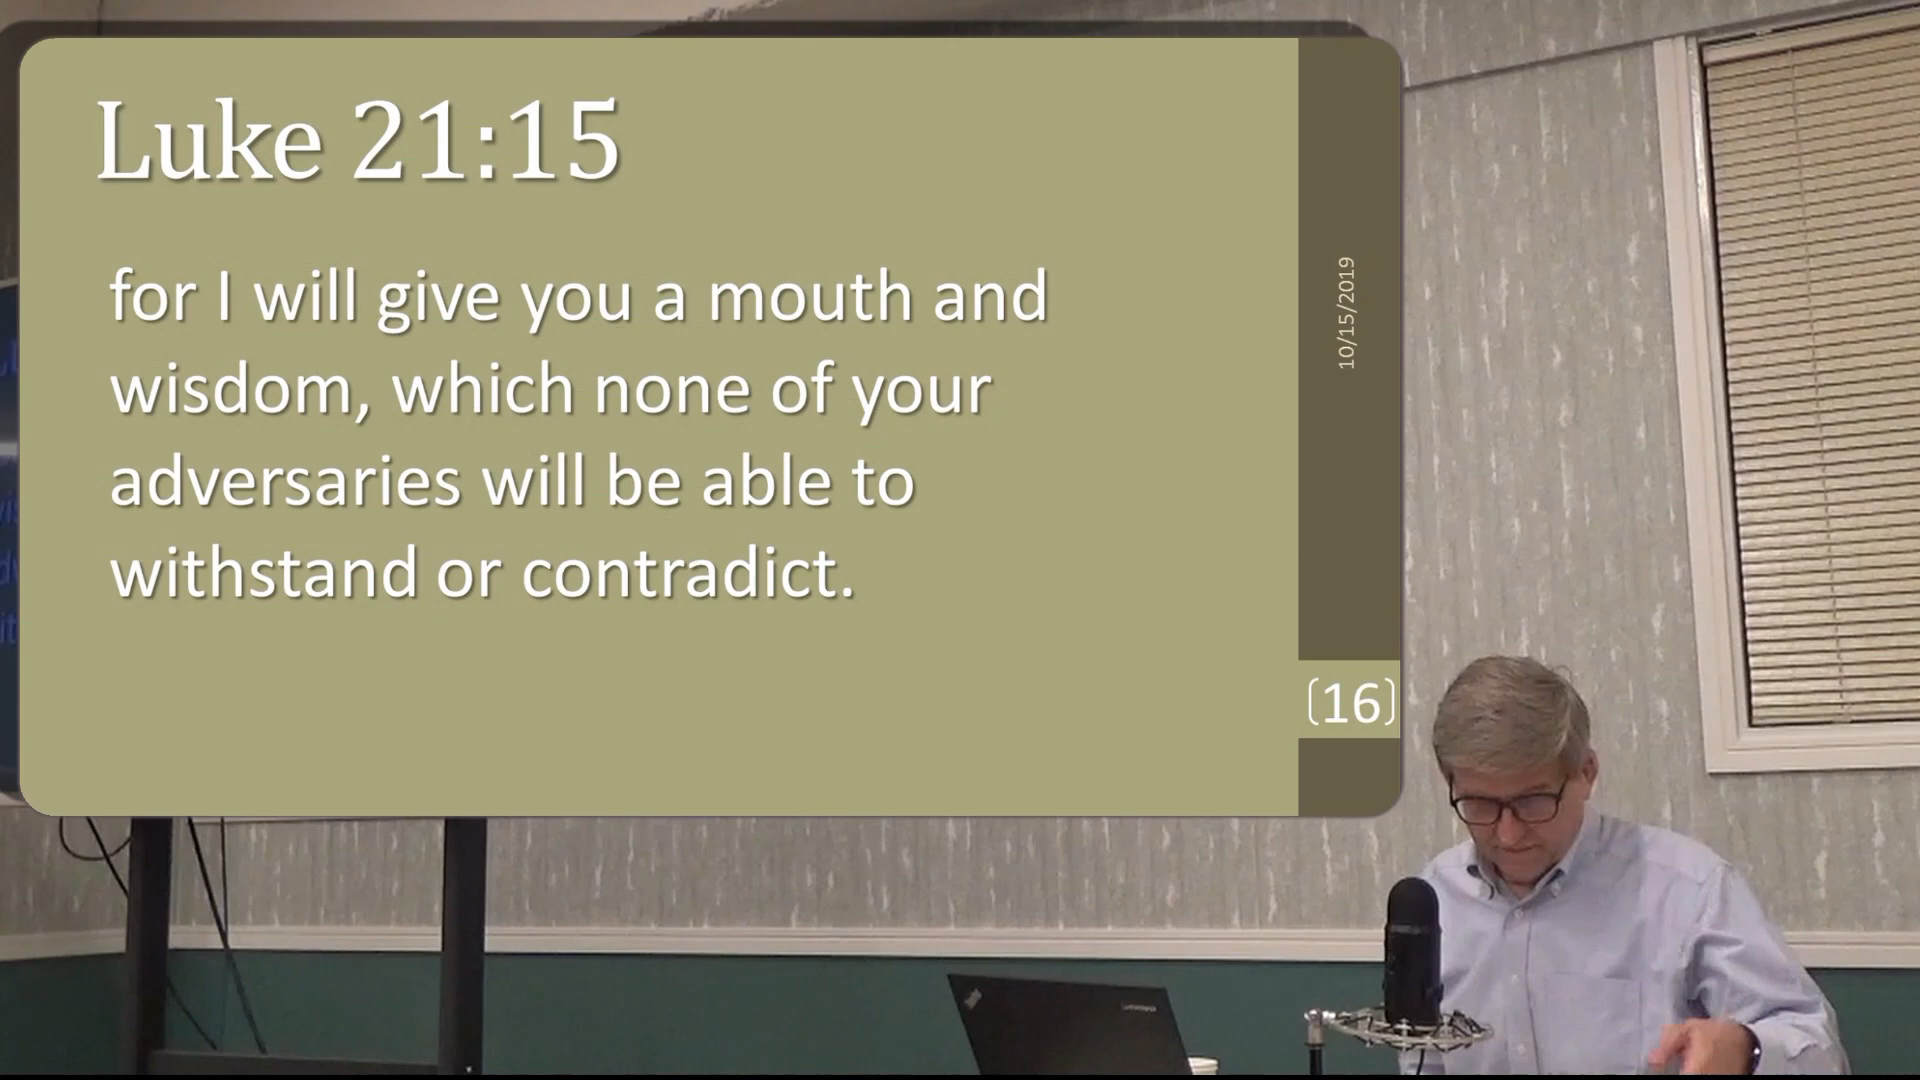 Luke 21:15
for I will give you a mouth and
wisdom, which none of your
adversaries will be able to
withstand or contradict.
10/15/2019
(16)
Lenovo